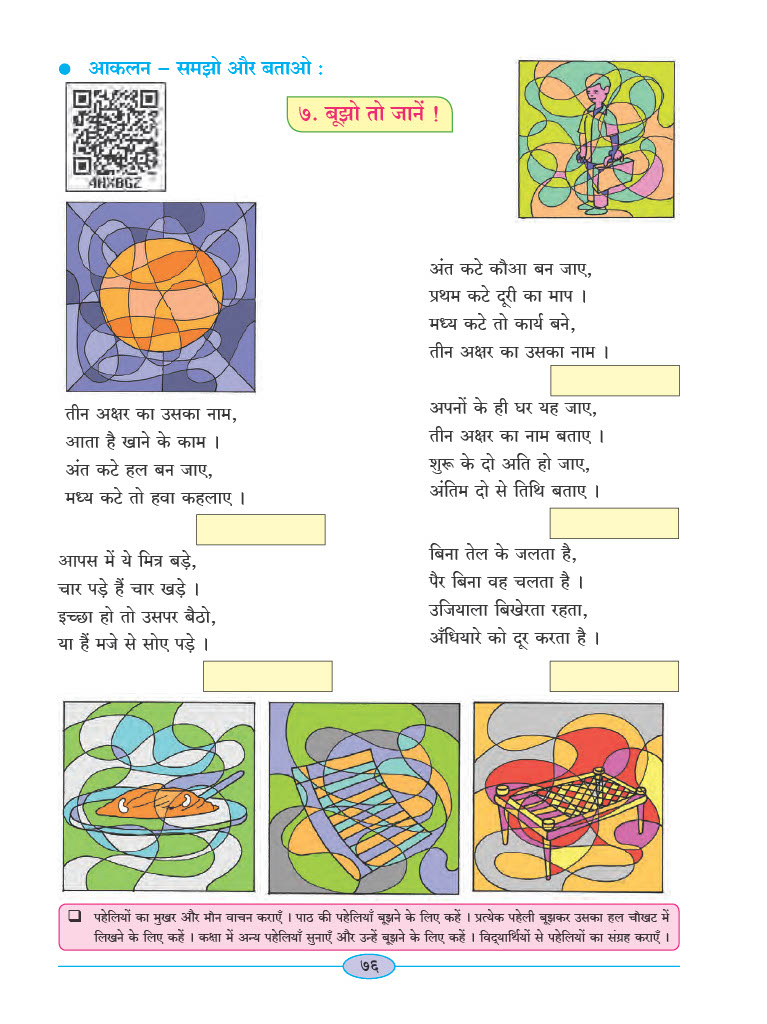 ● आकलन – समझो और बताओ :
4HXBGZ
७. बूझो तो जानें !
तीन अक्षर का उसका नाम,
आता है खाने के काम ।
अंत कटे हल बन जाए,
मध्य कटे तो हवा कहलाए ।
आपस में ये मित्र बड़े,
चार पड़े हैं चार खड़े ।
इच्छा हो तो उसपर बैठो,
या हैं मजे से सोए पड़े ।
अंत कटे कौआ बन जाए,
प्रथम कटे दूरी का माप ।
मध्य कटे तो कार्य बने,
तीन अक्षर का उसका नाम ।
अपनों के ही घर यह जाए,
तीन अक्षर का नाम बताए ।
शुरू के दो अति हो जाए,
अंतिम दो से तिथि बताए ।
बिना तेल के जलता है,
पैर बिना वह चलता है ।
उजियाला बिखेरता रहता,
अँधियारे को दूर करता है ।
❑ पहेलियों का मुखर और मौन वाचन कराएँ । पाठ की पहेलियाँ बूझने के लिए कहें । प्रत्येक पहेली बूझकर उसका हल चौखट में
लिखने के लिए कहें । कक्षा में अन्य पहेलियाँ सुनाएँ और उन्हें बूझने के लिए कहें । विद्‌यार्थियों से पहेलियों का संग्रह कराएँ ।
७६